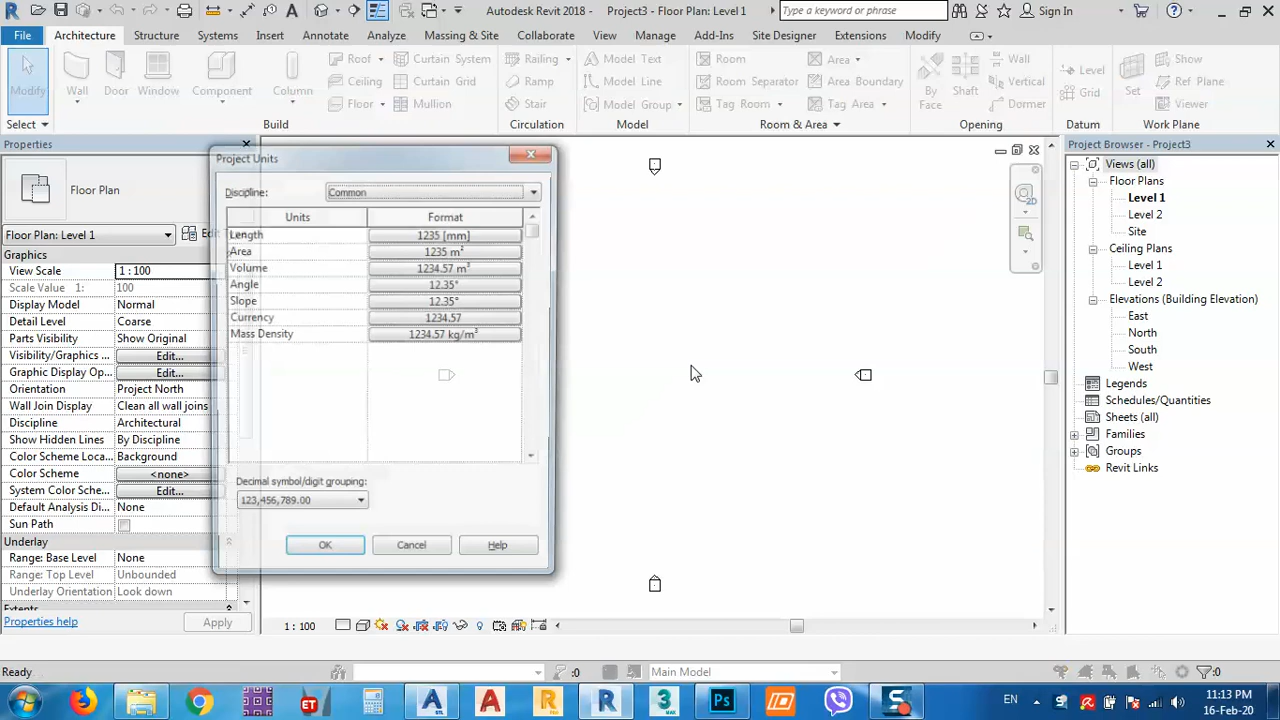 Autodesk Revit 2018 - Project3 - Floor Plan: Level 1
Type a keyword or phrase
Sign In
File Architecture Structure Systems Insert Annotate Analyze Massing & Site Collaborate View Manage Add-Ins Site Designer Extensions Modify
Modify Wall Door Window Component Column
Roof Curtain System Railing Model Text Room Area Wall Level Show
Ceiling Curtain Grid Ramp Model Line Room Separator Area Boundary Vertical Grid Ref Plane
Floor Mullion Stair Model Group Tag Room Tag Area Dormer Viewer
By Face Shaft Set
Select Build Circulation Model Room & Area Opening Datum Work Plane
Properties
Floor Plan
Floor Plan: Level 1
Graphics
View Scale 1 : 100
Scale Value 1: 100
Display Model Normal
Detail Level Coarse
Parts Visibility Show Original
Visibility/Graphics ... Edit...
Graphic Display Op... Edit...
Orientation Project North
Wall Join Display Clean all wall joins
Discipline Architectural
Show Hidden Lines By Discipline
Color Scheme Loca... Background
Color Scheme <none>
System Color Sche... Edit...
Default Analysis Di... None
Sun Path
Underlay
Range: Base Level None
Range: Top Level Unbounded
Underlay Orientation Look down
Extents
Properties help Apply
Project Units
Discipline: Common
Units Format
Length 1235 [mm]
Area 1235 m²
Volume 1234.57 m³
Angle 12.35°
Slope 12.35°
Currency 1234.57
Mass Density 1234.57 kg/m³
Decimal symbol/digit grouping:
123,456,789.00
OK Cancel Help
2D
Project Browser - Project3
Views (all)
Floor Plans
Level 1
Level 2
Site
Ceiling Plans
Level 1
Level 2
Elevations (Building Elevation)
East
North
South
West
Legends
Schedules/Quantities
Sheets (all)
Families
Groups
Revit Links
1 : 100
Ready :0 Main Model :0
EN
11:13 PM
16-Feb-20